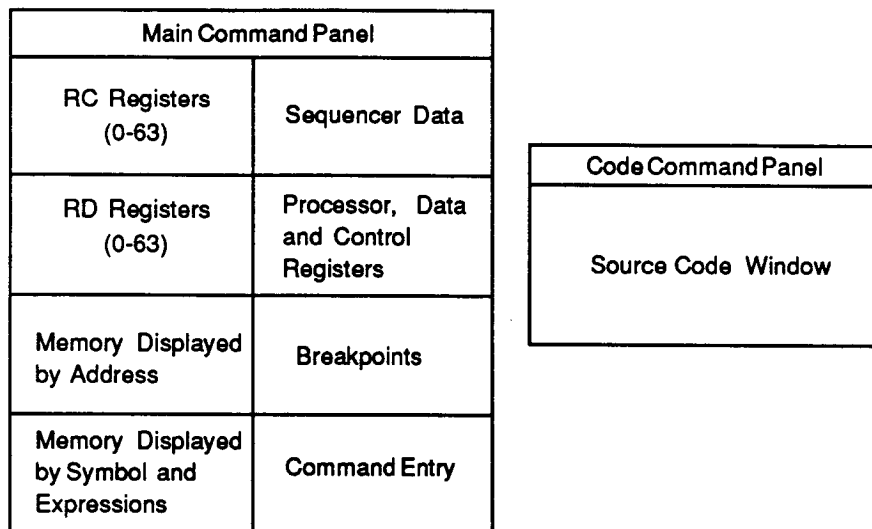 Main Command Panel
RC Registers
(0-63)
Sequencer Data
RD Registers
(0-63)
Processor, Data
and Control
Registers
Memory Displayed
by Address
Breakpoints
Memory Displayed
by Symbol and
Expressions
Command Entry
Code Command Panel
Source Code Window